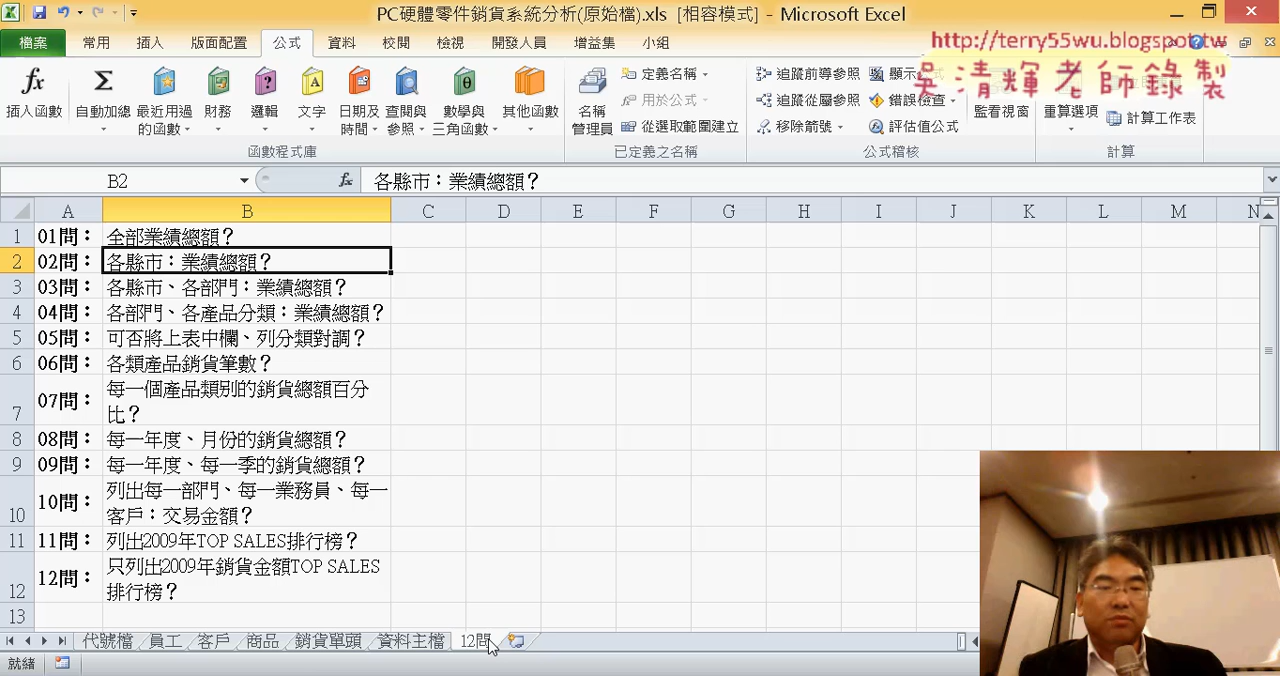 PC硬體零件銷貨系統分析(原始檔).xls [相容模式] - Microsoft Excel
檔案 常用 插入 版面配置 公式 資料 校閱 檢視 開發人員 增益集 小組
http://terry55wu.blogspot.tw
吳清輝老師錄製
插入函數
自動加總
最近用過的函數
財務
邏輯
文字
日期及時間
查閱與參照
數學與三角函數
其他函數
函數程式庫
名稱管理員
定義名稱
用於公式
從選取範圍建立
已定義之名稱
追蹤前導參照
追蹤從屬參照
移除箭號
顯示
錯誤檢查
評估值公式
公式稽核
監看視窗
重算選項
計算工作表
計算
B2 fx 各縣市：業績總額？
A B C D E F G H I J K L M N
1 01問： 全部業績總額？
2 02問： 各縣市：業績總額？
3 03問： 各縣市、各部門：業績總額？
4 04問： 各部門、各產品分類：業績總額？
5 05問： 可否將上表中欄、列分類對調？
6 06問： 各類產品銷貨筆數？
7 07問： 每一個產品類別的銷貨總額百分
比？
8 08問： 每一年度、月份的銷貨總額？
9 09問： 每一年度、每一季的銷貨總額？
10 10問： 列出每一部門、每一業務員、每一
客戶：交易金額？
11 11問： 列出2009年TOP SALES排行榜？
12 12問： 只列出2009年銷貨金額TOP SALES
排行榜？
13
代號檔 員工 客戶 商品 銷貨單頭 資料主檔 12問
就緒